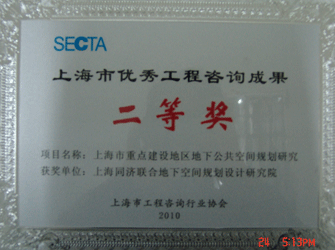 SECTA
上海市优秀工程咨询成果
二等奖
项目名称：上海市重点建设地区地下公共空间规划研究
获奖单位：上海同济联合地下空间规划设计研究院
上海市工程咨询行业协会
2010
24 5:13PM